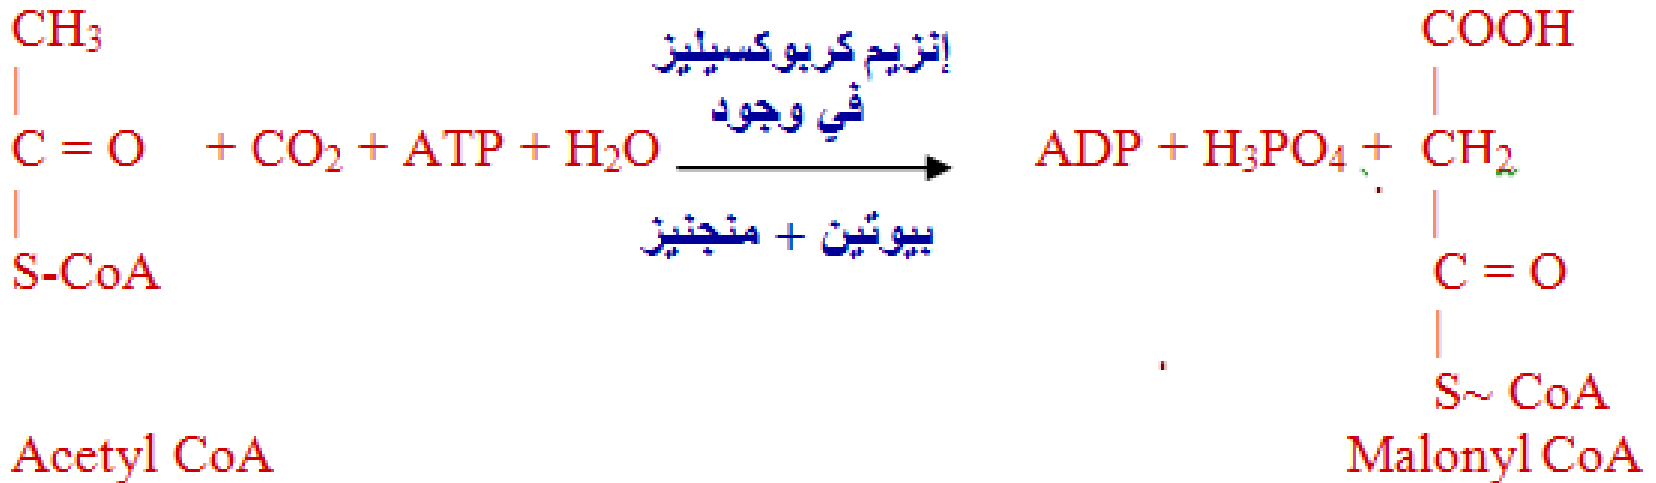 CH₃
|
C = O + CO₂ + ATP + H₂O
|
S-CoA
Acetyl CoA
إنزيم كربوكسيليز
في وجود
بيوتين + منجنيز
ADP + H₃PO₄ +
COOH
|
CH₂
|
C = O
|
S~ CoA
Malonyl CoA